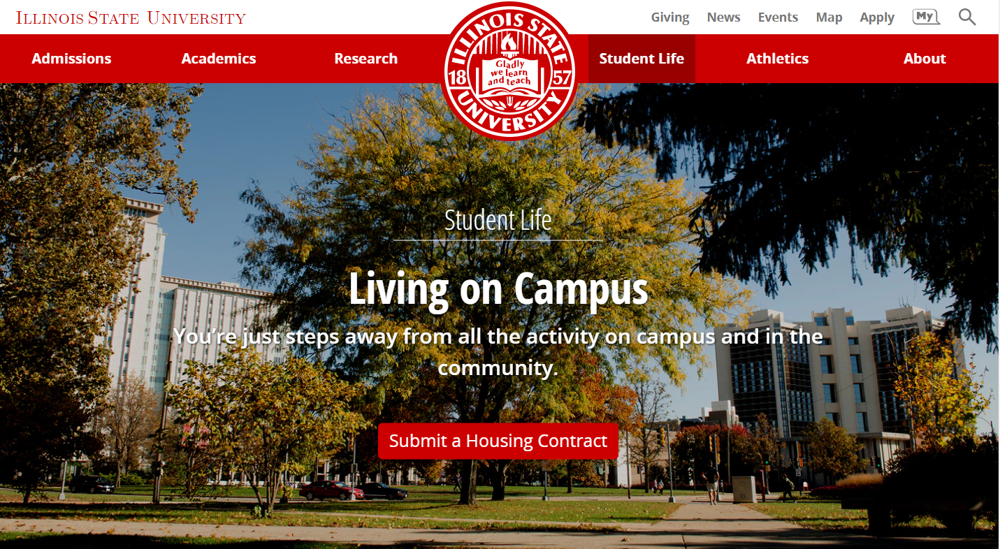 Illinois State University
Giving News Events Map Apply My
Admissions Academics Research Student Life Athletics About
ILLINOIS STATE
18 57
Gladly
we learn
and teach
UNIVERSITY
Student Life
Living on Campus
You’re just steps away from all the activity on campus and in the
community.
Submit a Housing Contract